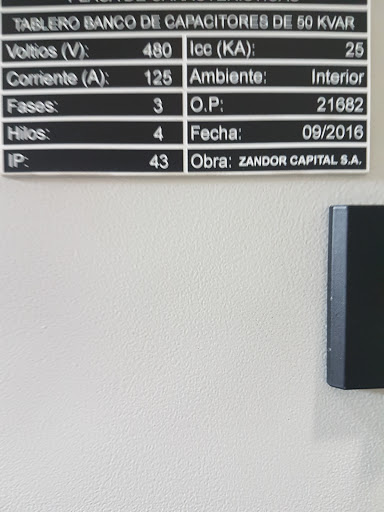 TABLERO BANCO DE CAPACITORES DE 50 KVAR
Voltios (V): 480 Icc (KA): 25
Corriente (A): 125 Ambiente: Interior
Fases: 3 O.P: 21682
Hilos: 4 Fecha: 09/2016
IP: 43 Obra: ZANDOR CAPITAL S.A.